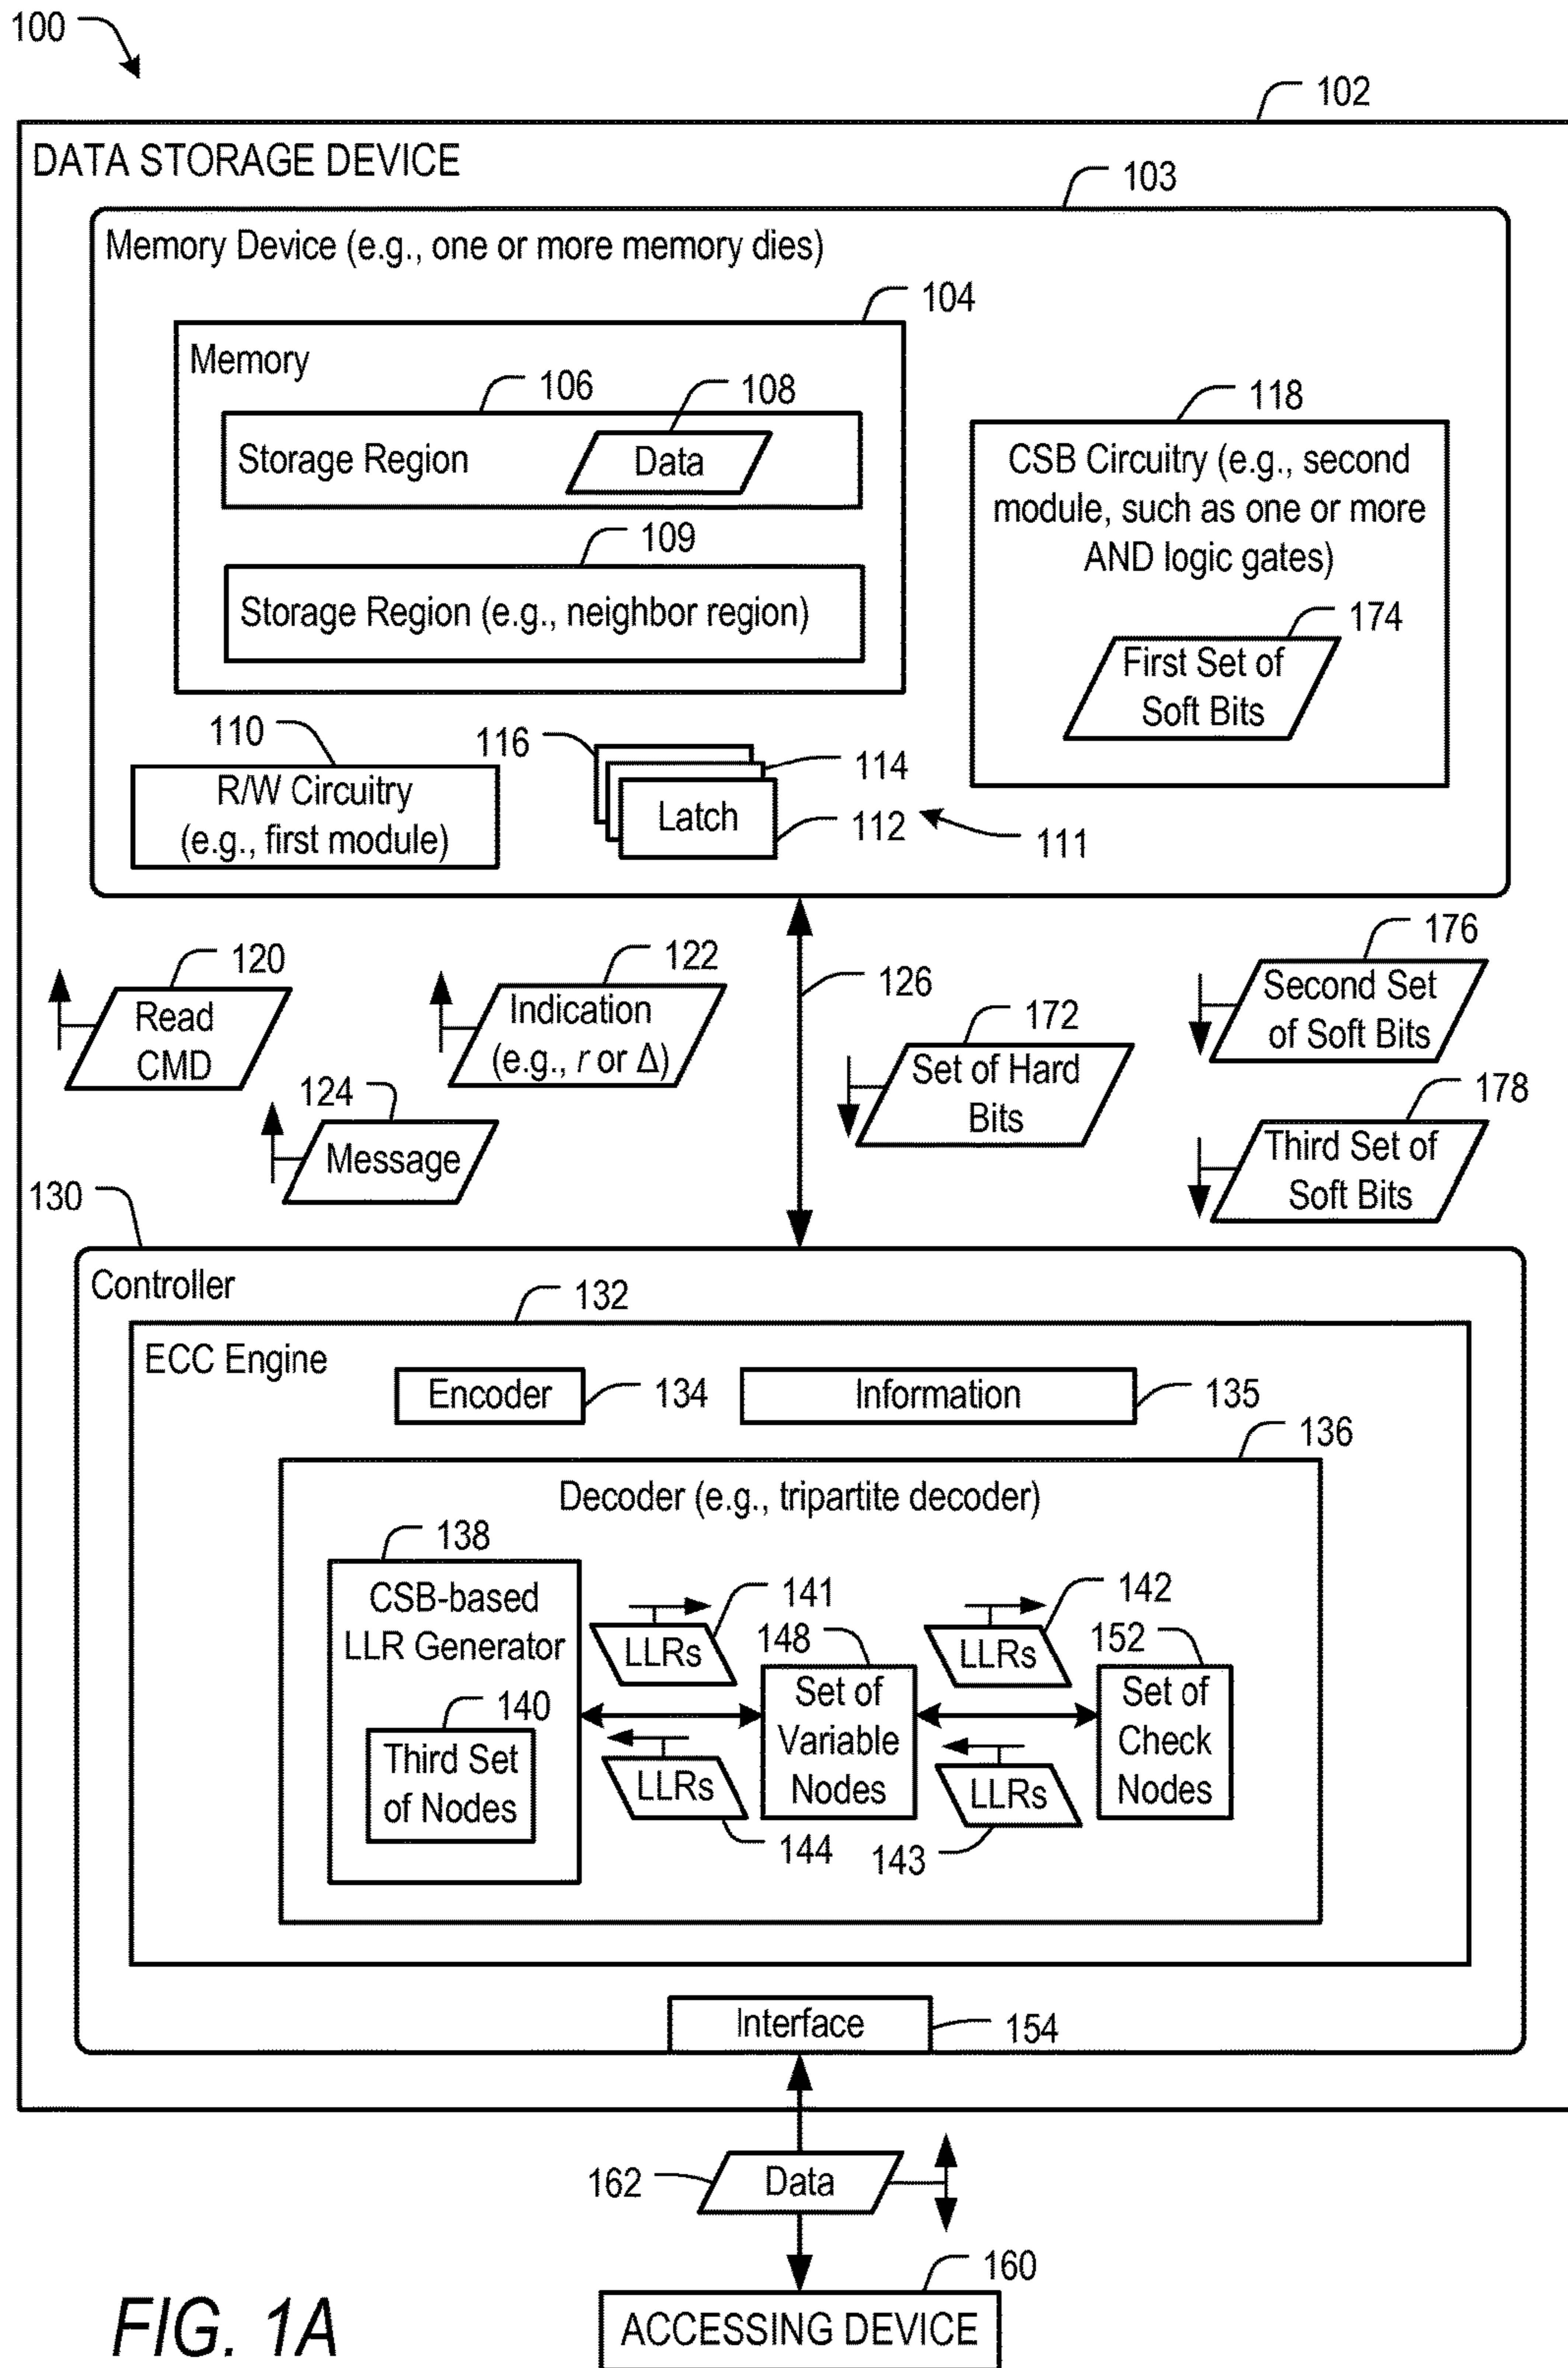 100
102
DATA STORAGE DEVICE
103
Memory Device (e.g., one or more memory dies)
104
Memory
106
108
Storage Region
Data
109
Storage Region (e.g., neighbor region)
118
CSB Circuitry (e.g., second
module, such as one or more
AND logic gates)
174
First Set of
Soft Bits
110
R/W Circuitry
(e.g., first module)
116
114
Latch
112
111
120
Read
CMD
122
Indication
(e.g., r or Δ)
124
Message
126
172
Set of Hard
Bits
176
Second Set
of Soft Bits
178
Third Set of
Soft Bits
130
Controller
132
ECC Engine
Encoder
134
Information
135
136
Decoder (e.g., tripartite decoder)
138
CSB-based
LLR Generator
140
Third Set
of Nodes
141
LLRs
144
LLRs
148
Set of
Variable
Nodes
142
LLRs
143
LLRs
152
Set of
Check
Nodes
Interface
154
162
Data
160
ACCESSING DEVICE
FIG. 1A